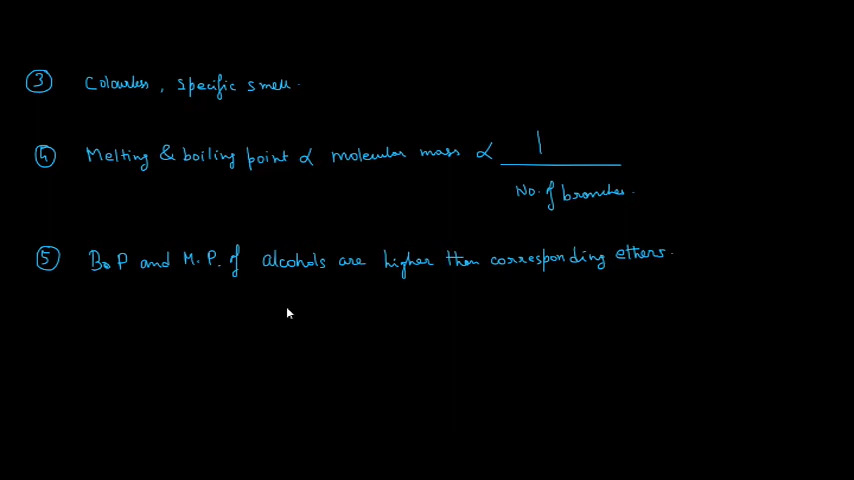 ③ Colourless, specific smell.
④ Melting & boiling point ∝ molecular mass ∝ 1 / No. of branches.
⑤ B.P and M.P. of alcohols are higher then corresponding ethers.